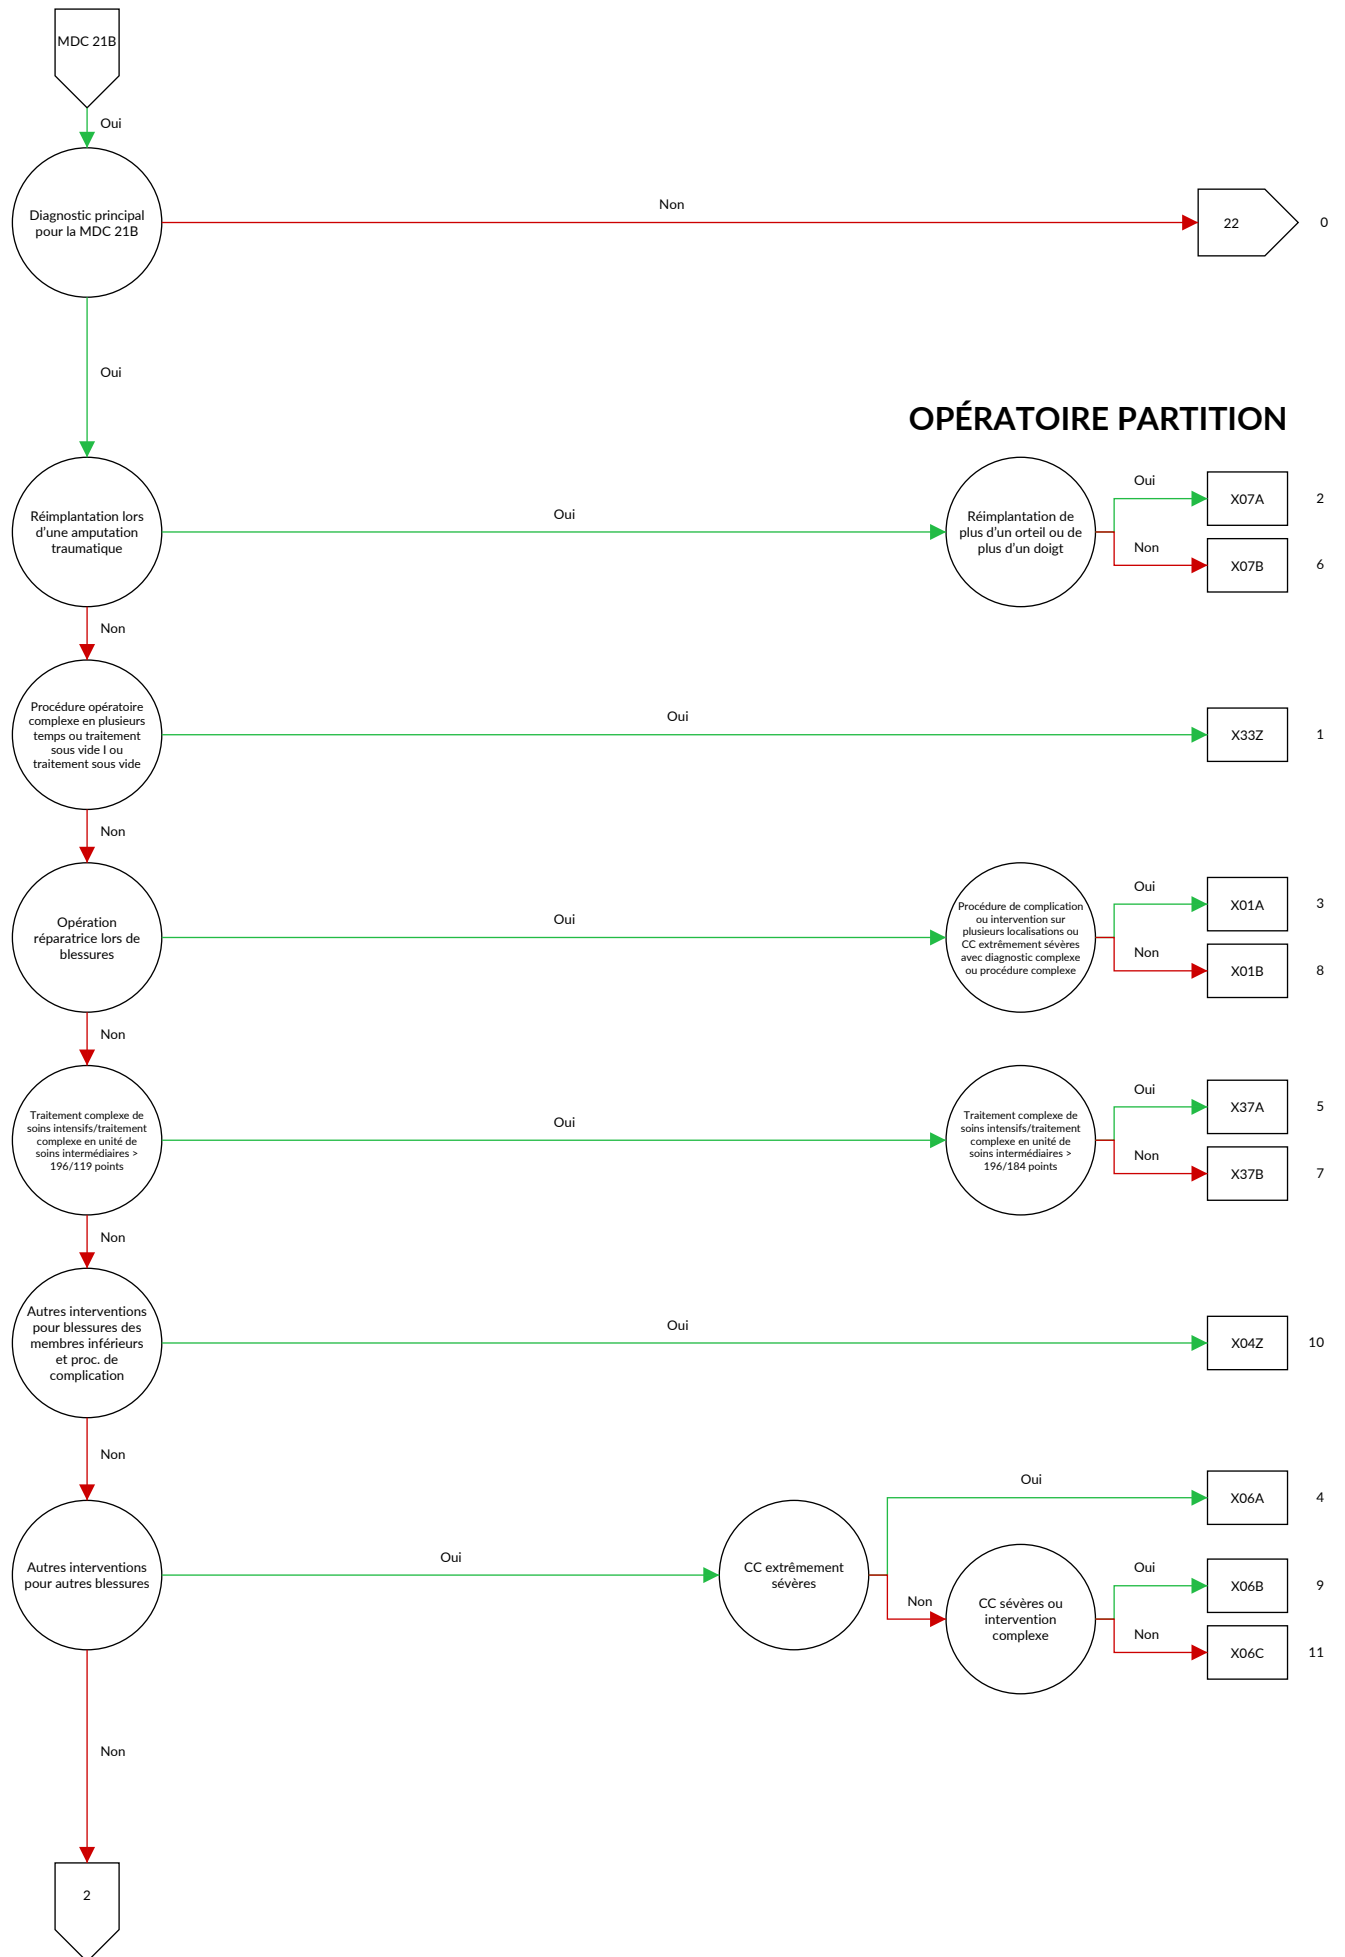 MDC 21B
Oui
Diagnostic principal
pour la MDC 21B
Non
22
0
Oui
OPÉRATOIRE PARTITION
Réimplantation lors
d'une amputation
traumatique
Oui
Réimplantation de
plus d'un orteil ou de
plus d'un doigt
Oui
X07A
2
Non
X07B
6
Non
Procédure opératoire
complexe en plusieurs
temps ou traitement
sous vide I ou
traitement sous vide
Oui
X33Z
1
Non
Opération
réparatrice lors de
blessures
Oui
Procédure de complication
ou intervention sur
plusieurs localisations ou
CC extrêmement sévères
avec diagnostic complexe
ou procédure complexe
Oui
X01A
3
Non
X01B
8
Non
Traitement complexe de
soins intensifs/traitement
complexe en unité de
soins intermédiaires >
196/119 points
Oui
Traitement complexe de
soins intensifs/traitement
complexe en unité de
soins intermédiaires >
196/184 points
Oui
X37A
5
Non
X37B
7
Non
Autres interventions
pour blessures des
membres inférieurs
et proc. de
complication
Oui
X04Z
10
Non
Autres interventions
pour autres blessures
Oui
CC extrêmement
sévères
Oui
X06A
4
Non
CC sévères ou
intervention
complexe
Oui
X06B
9
Non
X06C
11
Non
2